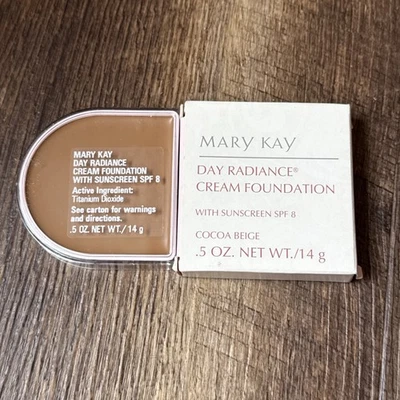 MARY KAY
DAY RADIANCE
CREAM FOUNDATION
WITH SUNSCREEN SPF 8
Active Ingredient:
Titanium Dioxide
See carton for warnings
and directions.
.5 OZ. NET WT./14 g
MARY KAY
DAY RADIANCE®
CREAM FOUNDATION
WITH SUNSCREEN SPF 8
COCOA BEIGE
.5 OZ. NET WT./14 g